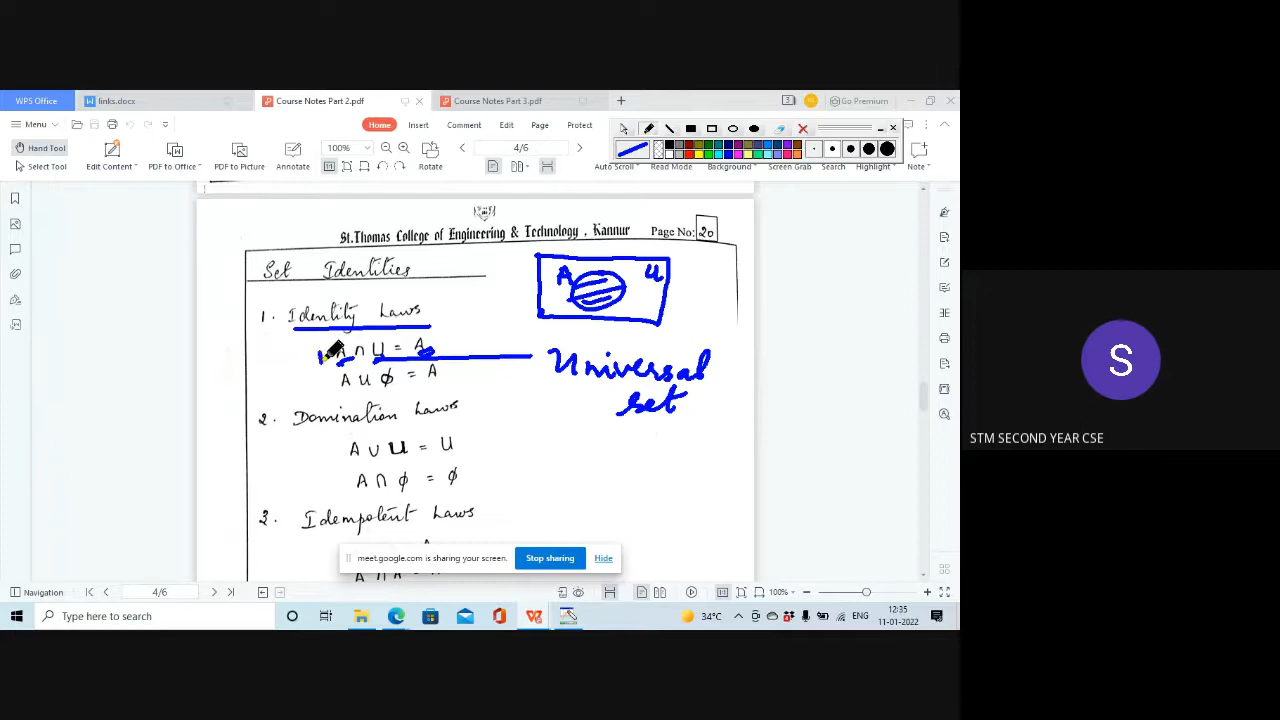 WPS Office
links.docx
Course Notes Part 2.pdf
Course Notes Part 3.pdf
3
Go Premium
Menu
Home
Insert
Comment
Edit
Page
Protect
Hand Tool
Select Text
Edit Content
PDF to Office
PDF to Picture
Annotate
100%
Rotate
4/6
Auto Scroll
Read Mode
Background
Screen Grab
Search
Highlight
Note
St.Thomas College of Engineering & Technology , Kannur Page No: 20
Set Identities
A U
1. Identity Laws
A ∩ U = A
Universal
set
A ∪ ϕ = A
2. Domination Laws
A ∪ U = U
A ∩ ϕ = ϕ
3. Idempotent Laws
meet.google.com is sharing your screen.
Stop sharing
Hide
Navigation
4/6
100%
Type here to search
34°C
ENG
12:35
11-01-2022
S
STM SECOND YEAR CSE